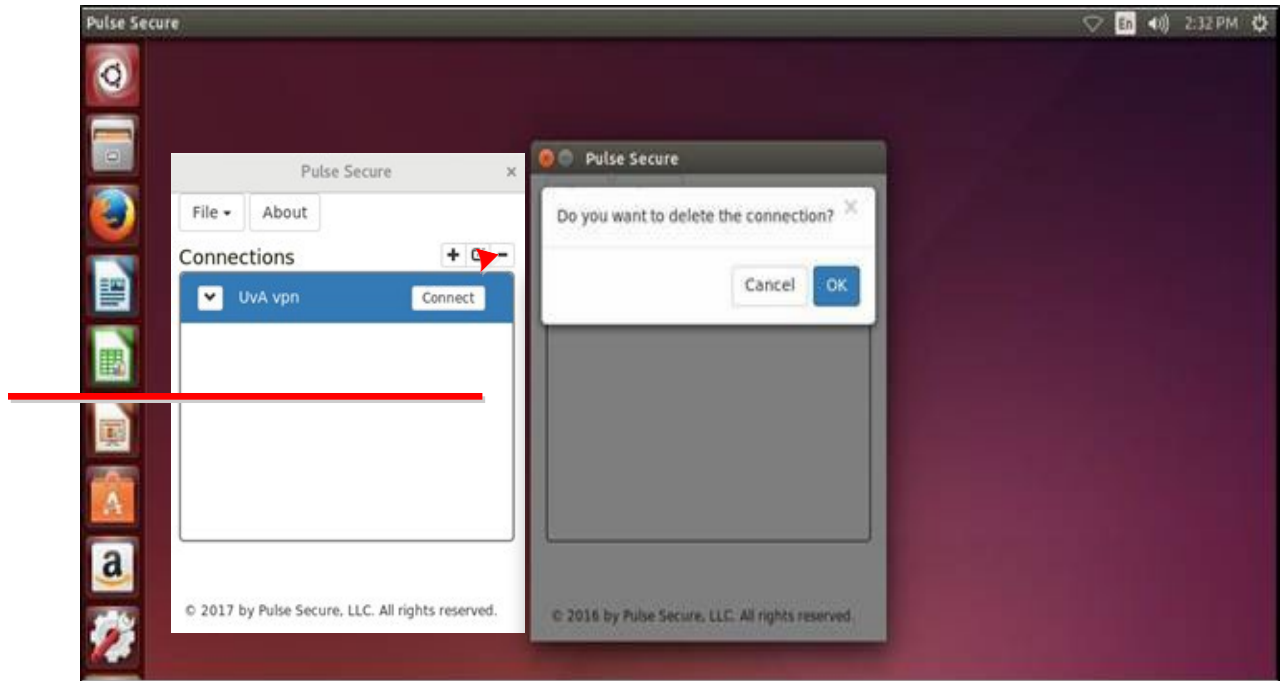 Pulse Secure
En 2:32 PM
Pulse Secure ×
File About
Connections + −
UvA vpn Connect
© 2017 by Pulse Secure, LLC. All rights reserved.
Pulse Secure
Do you want to delete the connection? ×
Cancel OK
© 2016 by Pulse Secure, LLC. All rights reserved.
A
a